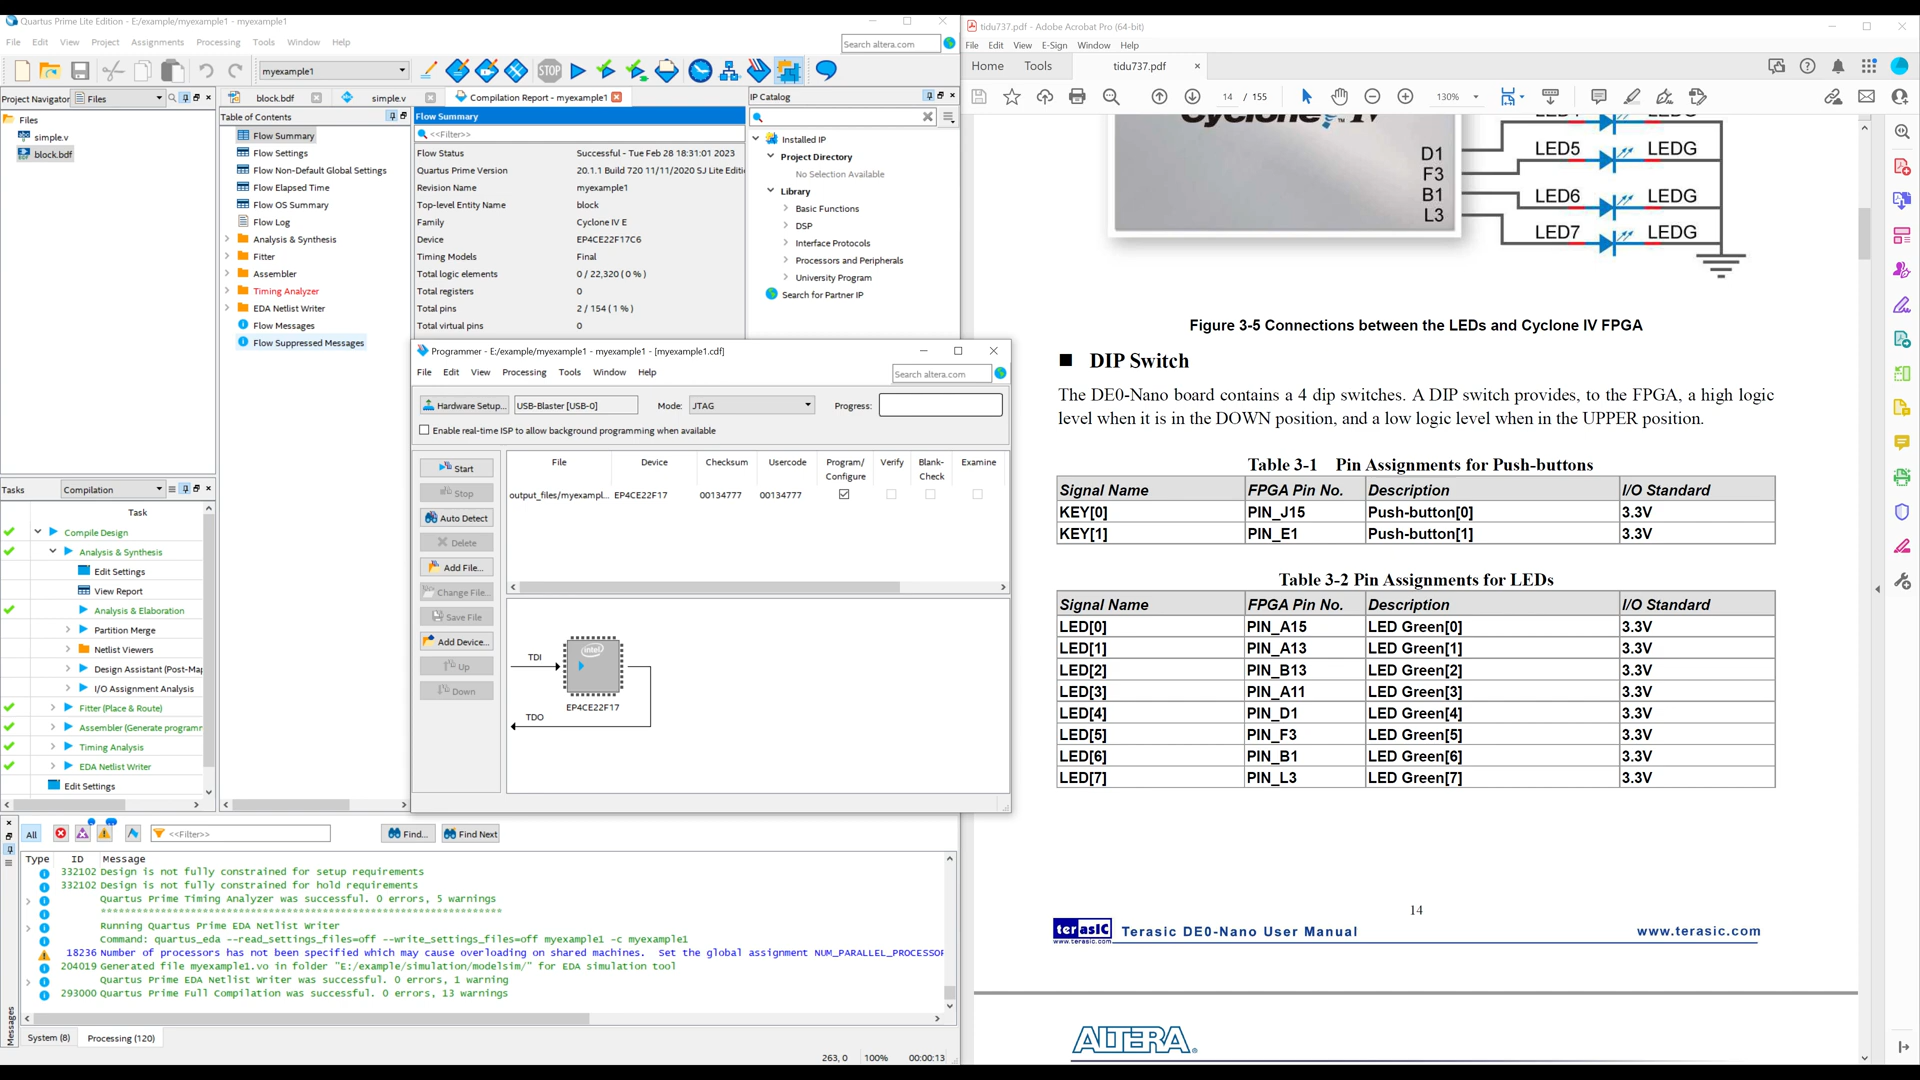 Quartus Prime Lite Edition - E:/example/myexample1 - myexample1
File Edit View Project Assignments Processing Tools Window Help
Search altera.com
myexample1
STOP
Project Navigator Files
Files
simple.v
block.bdf
block.bdf
simple.v
Compilation Report - myexample1
Table of Contents
Flow Summary
Flow Settings
Flow Non-Default Global Settings
Flow Elapsed Time
Flow OS Summary
Flow Log
Analysis & Synthesis
Fitter
Assembler
Timing Analyzer
EDA Netlist Writer
Flow Messages
Flow Suppressed Messages
Flow Summary
<<Filter>>
Flow Status Successful - Tue Feb 28 18:31:01 2023
Quartus Prime Version 20.1.1 Build 720 11/11/2020 SJ Lite Editi
Revision Name myexample1
Top-level Entity Name block
Family Cyclone IV E
Device EP4CE22F17C6
Timing Models Final
Total logic elements 0 / 22,320 ( 0 % )
Total registers 0
Total pins 2 / 154 ( 1 % )
Total virtual pins 0
IP Catalog
Installed IP
Project Directory
No Selection Available
Library
Basic Functions
DSP
Interface Protocols
Processors and Peripherals
University Program
Search for Partner IP
Programmer - E:/example/myexample1 - myexample1 - [myexample1.cdf]
File Edit View Processing Tools Window Help
Search altera.com
Hardware Setup... USB-Blaster [USB-0] Mode: JTAG Progress:
Enable real-time ISP to allow background programming when available
Start
Stop
Auto Detect
Delete
Add File...
Change File...
Save File
Add Device...
Up
Down
File Device Checksum Usercode Program/ Verify Blank- Examine
Configure Check
output_files/myexampl... EP4CE22F17 00134777 00134777
TDI
intel
EP4CE22F17
TDO
Tasks Compilation
Task
Compile Design
Analysis & Synthesis
Edit Settings
View Report
Analysis & Elaboration
Partition Merge
Netlist Viewers
Design Assistant (Post-Map
I/O Assignment Analysis
Fitter (Place & Route)
Assembler (Generate programm
Timing Analysis
EDA Netlist Writer
Edit Settings
All <<Filter>> Find... Find Next
Type ID Message
332102 Design is not fully constrained for setup requirements
332102 Design is not fully constrained for hold requirements
Quartus Prime Timing Analyzer was successful. 0 errors, 5 warnings
Running Quartus Prime EDA Netlist Writer
Command: quartus_eda --read_settings_files=off --write_settings_files=off myexample1 -c myexample1
18236 Number of processors has not been specified which may cause overloading on shared machines.  Set the global assignment NUM_PARALLEL_PROCESSOR
204019 Generated file myexample1.vo in folder "E:/example/simulation/modelsim/" for EDA simulation tool
Quartus Prime EDA Netlist Writer was successful. 0 errors, 1 warning
293000 Quartus Prime Full Compilation was successful. 0 errors, 13 warnings
Messages
System (8) Processing (120)
263, 0 100% 00:00:13
tidu737.pdf - Adobe Acrobat Pro (64-bit)
File Edit View E-Sign Window Help
Home Tools tidu737.pdf
14 / 155 130%
Cyclone IV
D1
F3
B1
L3
LED5 LEDG
LED6 LEDG
LED7 LEDG
Figure 3-5 Connections between the LEDs and Cyclone IV FPGA
DIP Switch
The DE0-Nano board contains a 4 dip switches. A DIP switch provides, to the FPGA, a high logic
level when it is in the DOWN position, and a low logic level when in the UPPER position.
Table 3-1 Pin Assignments for Push-buttons
Signal Name FPGA Pin No. Description I/O Standard
KEY[0] PIN_J15 Push-button[0] 3.3V
KEY[1] PIN_E1 Push-button[1] 3.3V
Table 3-2 Pin Assignments for LEDs
Signal Name FPGA Pin No. Description I/O Standard
LED[0] PIN_A15 LED Green[0] 3.3V
LED[1] PIN_A13 LED Green[1] 3.3V
LED[2] PIN_B13 LED Green[2] 3.3V
LED[3] PIN_A11 LED Green[3] 3.3V
LED[4] PIN_D1 LED Green[4] 3.3V
LED[5] PIN_F3 LED Green[5] 3.3V
LED[6] PIN_B1 LED Green[6] 3.3V
LED[7] PIN_L3 LED Green[7] 3.3V
14
terasIC
www.terasic.com
Terasic DE0-Nano User Manual
www.terasic.com
ALTERA